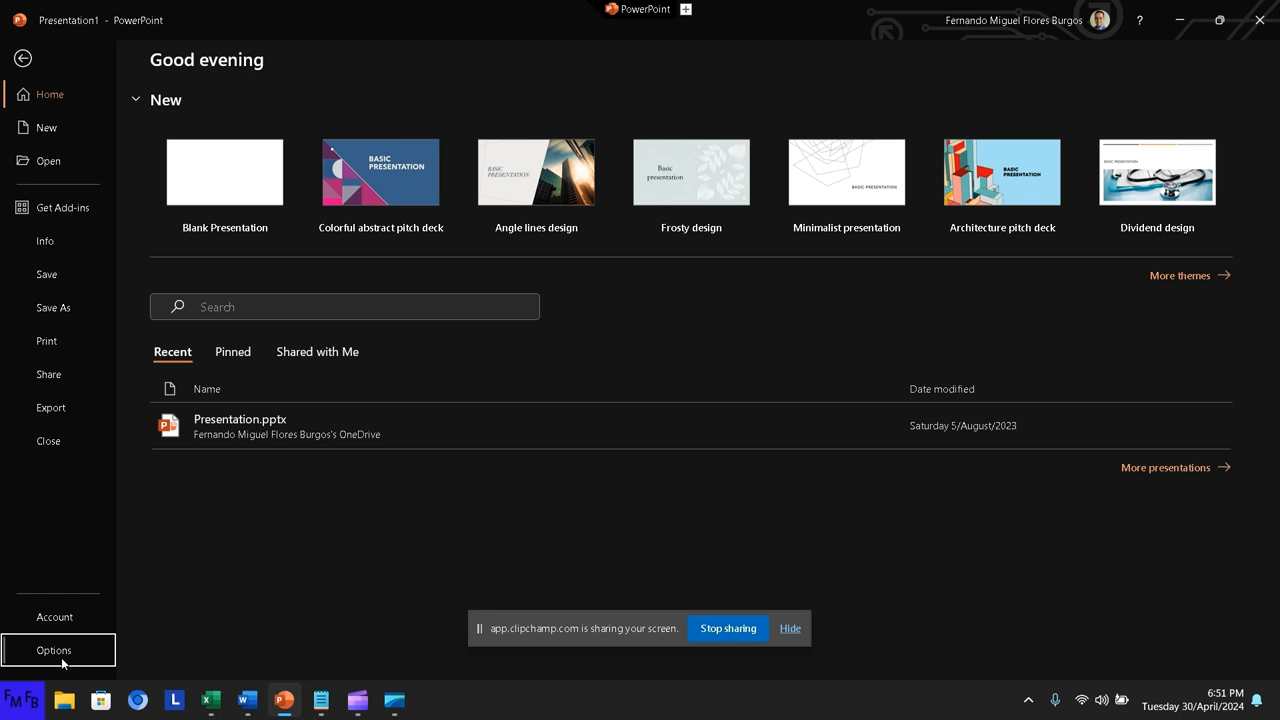 Presentation1 - PowerPoint
PowerPoint
Fernando Miguel Flores Burgos
?
Good evening
Home
New
New
Open
BASIC
PRESENTATION
BASIC
PRESENTATION
Basic
presentation
BASIC PRESENTATION
BASIC
PRESENTATION
BASIC PRESENTATION
Get Add-ins
Blank Presentation
Colorful abstract pitch deck
Angle lines design
Frosty design
Minimalist presentation
Architecture pitch deck
Dividend design
Info
Save
More themes
Save As
Search
Print
Recent
Pinned
Shared with Me
Share
Name
Date modified
Export
Presentation.pptx
Fernando Miguel Flores Burgos's OneDrive
Saturday 5/August/2023
Close
More presentations
Account
app.clipchamp.com is sharing your screen.
Stop sharing
Hide
Options
FMFB
6:51 PM
Tuesday 30/April/2024